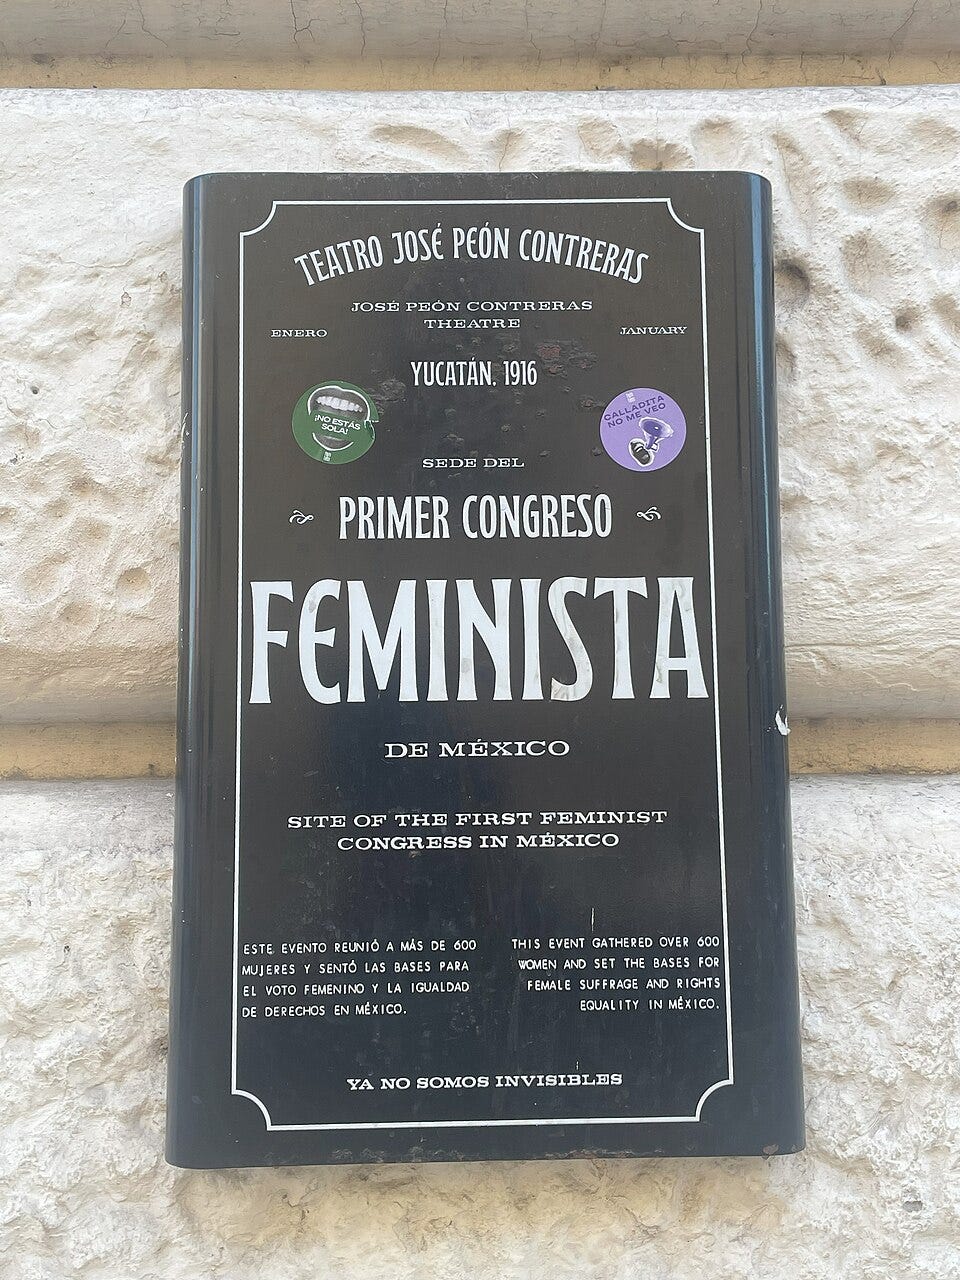 TEATRO JOSÉ PEÓN CONTRERAS
JOSÉ PEÓN CONTRERAS
THEATRE
ENERO
JANUARY
YUCATÁN, 1916
¡NO ESTÁS
SOLA!
CALLADITA
NO ME VEO
SEDE DEL
PRIMER CONGRESO
FEMINISTA
DE MÉXICO
SITE OF THE FIRST FEMINIST
CONGRESS IN MÉXICO
ESTE EVENTO REUNIÓ A MÁS DE 600
MUJERES Y SENTÓ LAS BASES PARA
EL VOTO FEMENINO Y LA IGUALDAD
DE DERECHOS EN MÉXICO.
THIS EVENT GATHERED OVER 600
WOMEN AND SET THE BASES FOR
FEMALE SUFFRAGE AND RIGHTS
EQUALITY IN MÉXICO.
YA NO SOMOS INVISIBLES